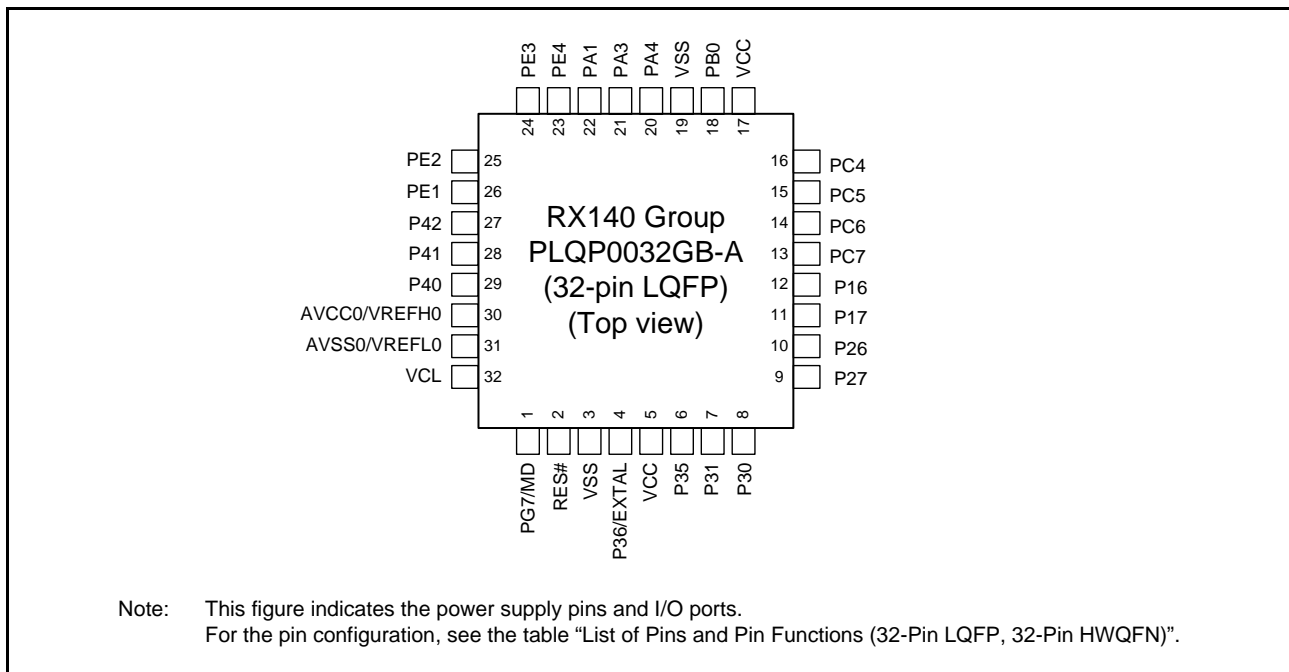 PE3
PE4
PA1
PA3
PA4
VSS
PB0
VCC
24
23
22
21
20
19
18
17
PE2 25
PE1 26
P42 27
P41 28
P40 29
AVCC0/VREFH0 30
AVSS0/VREFL0 31
VCL 32
RX140 Group
PLQP0032GB-A
(32-pin LQFP)
(Top view)
16 PC4
15 PC5
14 PC6
13 PC7
12 P16
11 P17
10 P26
9 P27
1
2
3
4
5
6
7
8
PG7/MD
RES#
VSS
P36/EXTAL
VCC
P35
P31
P30
Note: This figure indicates the power supply pins and I/O ports.
For the pin configuration, see the table “List of Pins and Pin Functions (32-Pin LQFP, 32-Pin HWQFN)”.